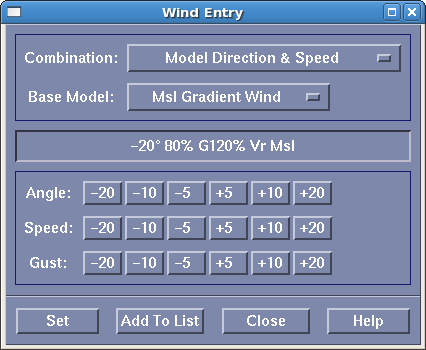 Wind Entry
Combination: Model Direction & Speed
Base Model: Msl Gradient Wind
−20° 80% G120% Vr Msl
Angle: −20 −10 −5 +5 +10 +20
Speed: −20 −10 −5 +5 +10 +20
Gust: −20 −10 −5 +5 +10 +20
Set Add To List Close Help